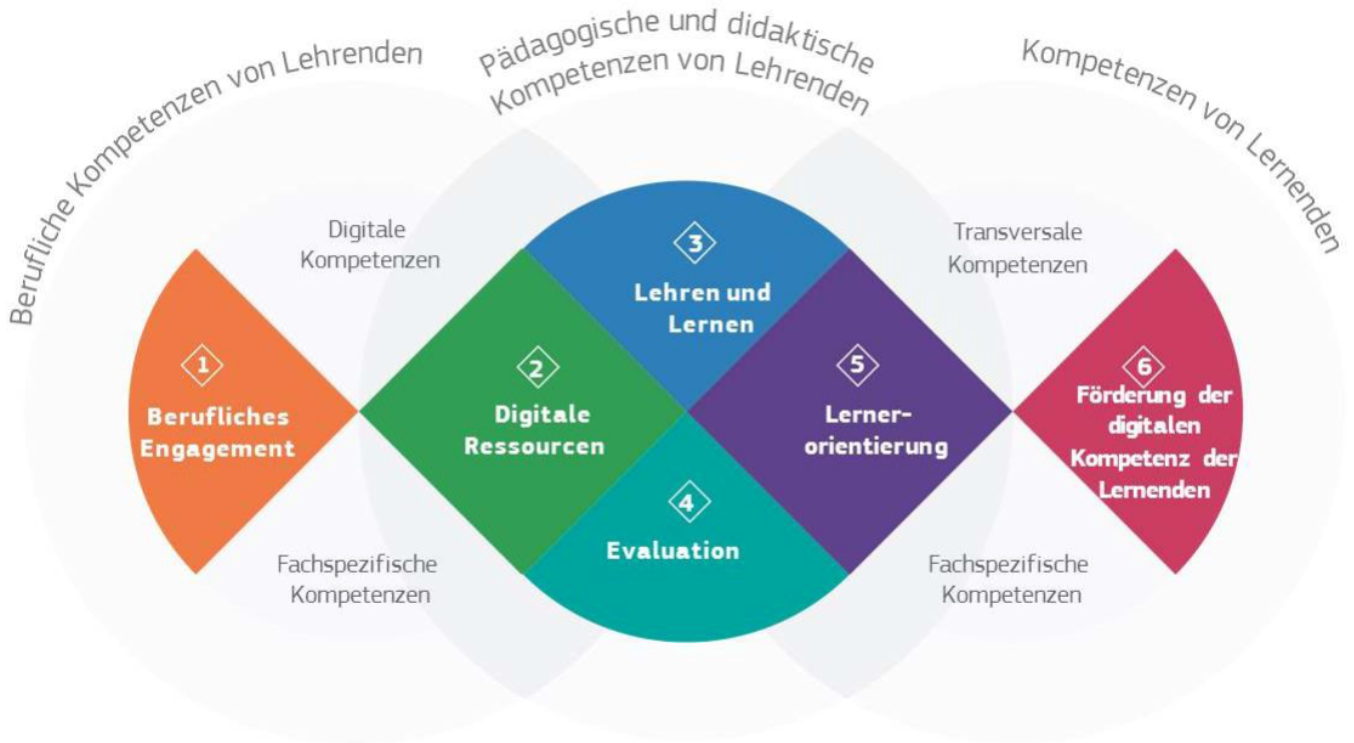 Berufliche Kompetenzen von Lehrenden
Pädagogische und didaktische
Kompetenzen von Lehrenden
Kompetenzen von Lernenden
Digitale
Kompetenzen
Transversale
Kompetenzen
1
Berufliches
Engagement
2
Digitale
Ressourcen
3
Lehren und
Lernen
4
Evaluation
5
Lerner-
orientierung
6
Förderung der
digitalen
Kompetenz der
Lernenden
Fachspezifische
Kompetenzen
Fachspezifische
Kompetenzen